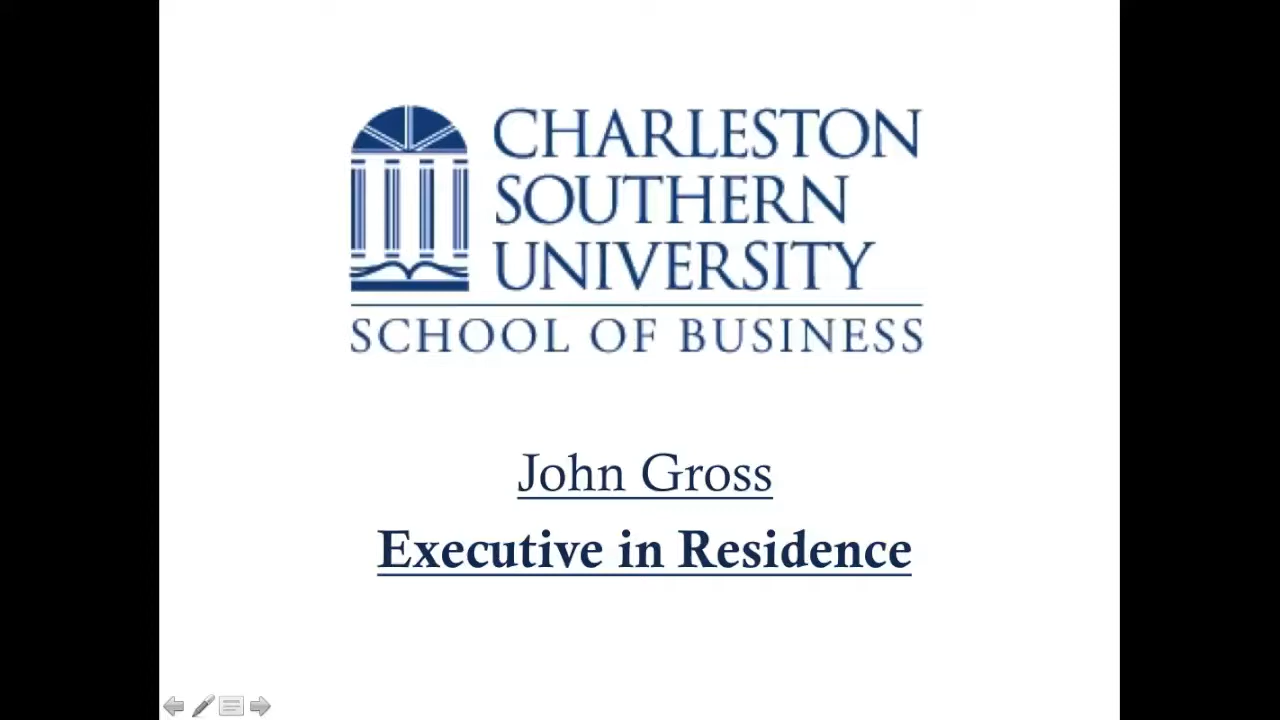 CHARLESTON
SOUTHERN
UNIVERSITY
SCHOOL OF BUSINESS
John Gross
Executive in Residence